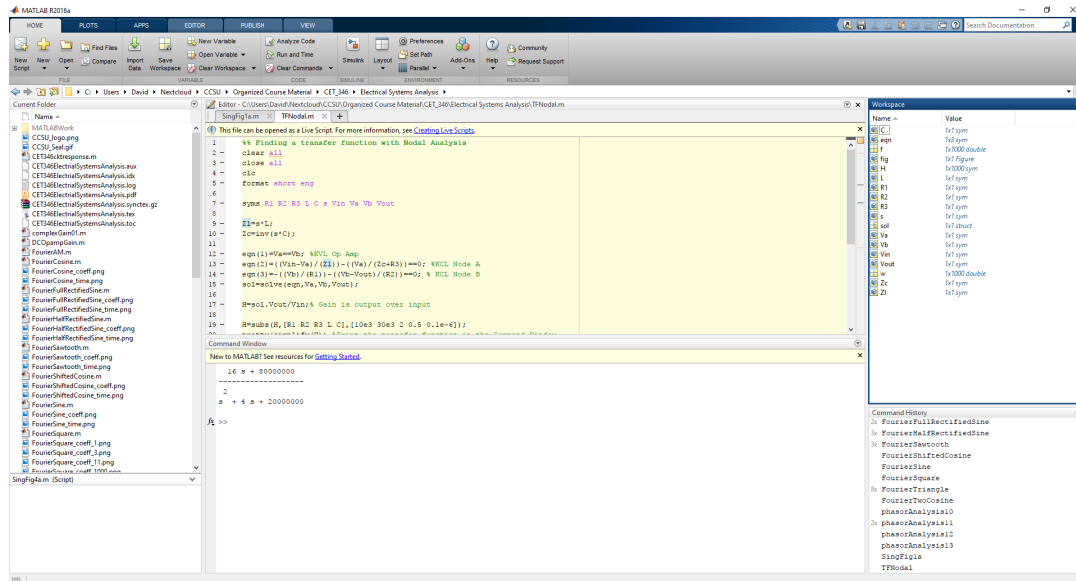 MATLAB R2016a
HOME PLOTS APPS EDITOR PUBLISH VIEW
Search Documentation
New Script
New
Open
Find Files
Compare
Import Data
Save Workspace
New Variable
Open Variable
Clear Workspace
Analyze Code
Run and Time
Clear Commands
Simulink
Layout
Preferences
Set Path
Parallel
Add-Ons
Help
Community
Request Support
FILE VARIABLE CODE SIMULINK ENVIRONMENT RESOURCES
C: Users David Nextcloud CCSU Organized Course Material CET_346 Electrical Systems Analysis
Current Folder
Name
MATLABWork
CCSU_logo.png
CCSU_Seal.gif
CET346cktresponse.m
CET346ElectrialSystemsAnalysis.aux
CET346ElectrialSystemsAnalysis.idx
CET346ElectrialSystemsAnalysis.log
CET346ElectrialSystemsAnalysis.pdf
CET346ElectrialSystemsAnalysis.synctex.gz
CET346ElectrialSystemsAnalysis.tex
CET346ElectrialSystemsAnalysis.toc
complexGain01.m
DCOpampGain.m
FourierAM.m
FourierCosine.m
FourierCosine_coeff.png
FourierCosine_time.png
FourierFullRectifiedSine.m
FourierFullRectifiedSine_coeff.png
FourierFullRectifiedSine_time.png
FourierHalfRectifiedSine.m
FourierHalfRectifiedSine_coeff.png
FourierHalfRectifiedSine_time.png
FourierSawtooth.m
FourierSawtooth_coeff.png
FourierSawtooth_time.png
FourierShiftedCosine.m
FourierShiftedCosine_coeff.png
FourierShiftedCosine_time.png
FourierSine.m
FourierSine_coeff.png
FourierSine_time.png
FourierSquare.m
FourierSquare_coeff_1.png
FourierSquare_coeff_3.png
FourierSquare_coeff_11.png
FourierSquare_coeff_1000.png
SingFig4a.m (Script)
Editor - C:\Users\David\Nextcloud\CCSU\Organized Course Material\CET_346\Electrical Systems Analysis\TFNodal.m
SingFig1a.m TFNodal.m
This file can be opened as a Live Script. For more information, see Creating Live Scripts.
1 %% Finding a transfer function with Nodal Analysis
2 - clear all
3 - close all
4 - clc
5 - format short eng
6
7 - syms R1 R2 R3 L C s Vin Va Vb Vout
8
9 - Zl=s*L;
10 - Zc=inv(s*C);
11
12 - eqn(1)=Va==Vb; %KVL Op Amp
13 - eqn(2)=((Vin-Va)/(Zl))-((Va)/(Zc+R3))==0; %KCL Node A
14 - eqn(3)=-((Vb)/(R1))-((Vb-Vout)/(R2))==0; % KCL Node B
15 - sol=solve(eqn,Va,Vb,Vout);
16
17 - H=sol.Vout/Vin;% Gain is output over input
18
19 - H=subs(H,[R1 R2 R3 L C],[10e3 30e3 2 0.5 0.1e-6]);
Command Window
New to MATLAB? See resources for Getting Started.
16 s + 80000000
-------------------
2
s + 4 s + 20000000
fx >>
Workspace
Name Value
C 1x1 sym
eqn 1x3 sym
f 1x1000 double
fig 1x1 Figure
H 1x1000 sym
L 1x1 sym
R1 1x1 sym
R2 1x1 sym
R3 1x1 sym
s 1x1 sym
sol 1x1 struct
Va 1x1 sym
Vb 1x1 sym
Vin 1x1 sym
Vout 1x1 sym
w 1x1000 double
Zc 1x1 sym
Zl 1x1 sym
Command History
2x FourierFullRectifiedSine
3x FourierHalfRectifiedSine
3x FourierSawtooth
FourierShiftedCosine
FourierSine
FourierSquare
8x FourierTriangle
FourierTwoCosine
phasorAnalysis10
2x phasorAnalysis11
phasorAnalysis12
phasorAnalysis13
SingFig1a
TFNodal